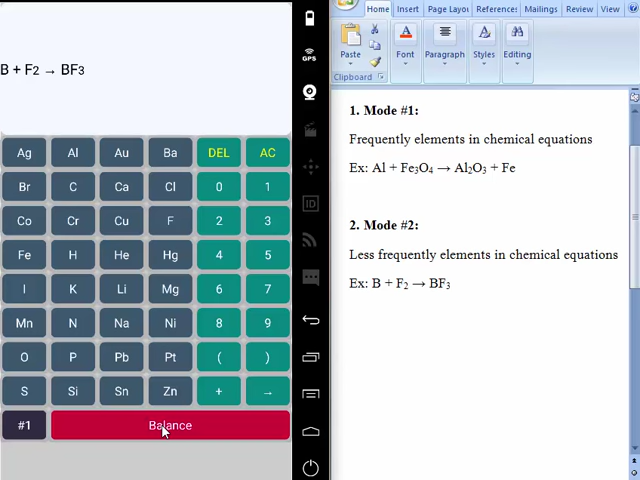 B + F2 → BF3
Ag Al Au Ba DEL AC
Br C Ca Cl 0 1
Co Cr Cu F 2 3
Fe H He Hg 4 5
I K Li Mg 6 7
Mn N Na Ni 8 9
O P Pb Pt ( )
S Si Sn Zn + →
#1 Balance
GPS
ID
Home Insert Page Layou References Mailings Review View
Paste Font Paragraph Styles Editing
Clipboard
1. Mode #1:
Frequently elements in chemical equations
Ex: Al + Fe₃O₄ → Al₂O₃ + Fe
2. Mode #2:
Less frequently elements in chemical equations
Ex: B + F₂ → BF₃